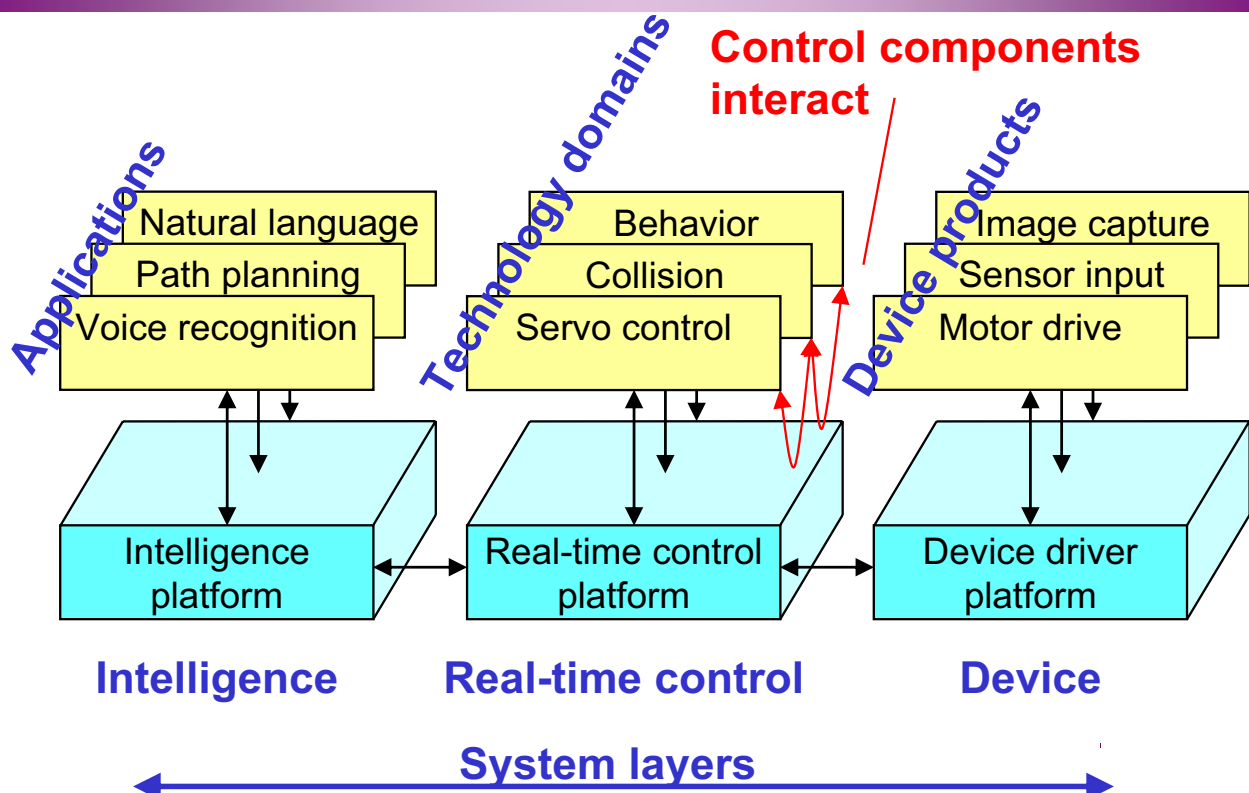 Control components
interact
Applications
Technology domains
Device products
Natural language
Path planning
Voice recognition
Behavior
Collision
Servo control
Image capture
Sensor input
Motor drive
Intelligence
platform
Real-time control
platform
Device driver
platform
Intelligence
Real-time control
Device
System layers